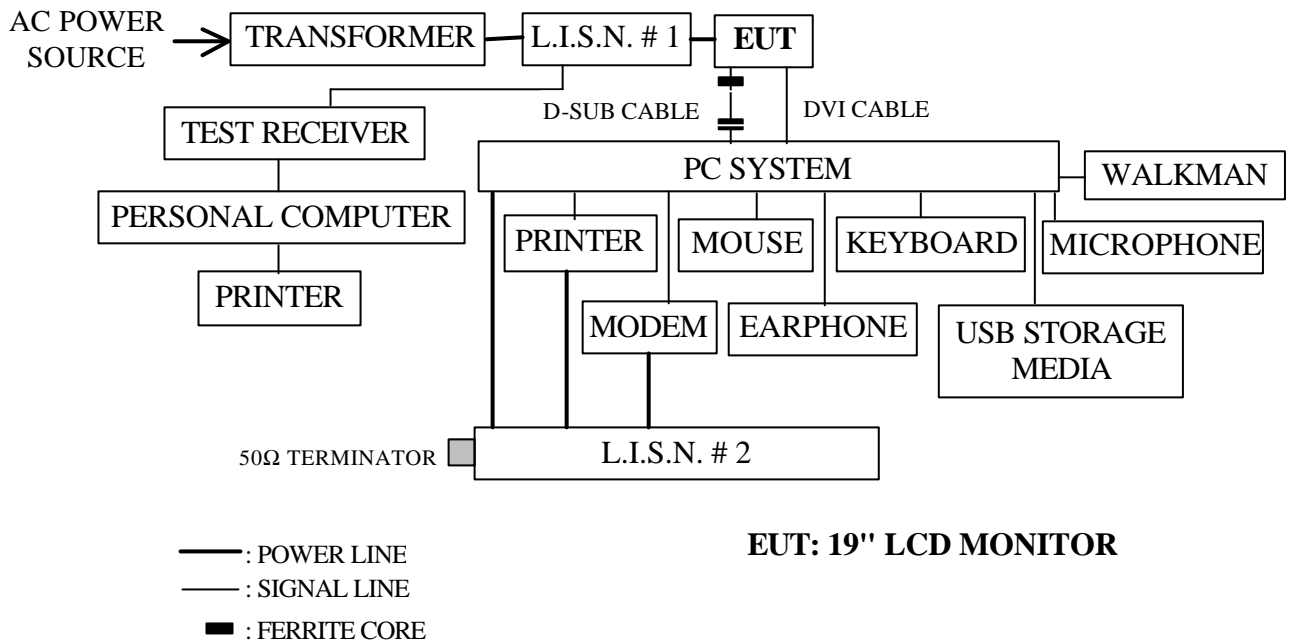 AC POWER
SOURCE
TRANSFORMER
L.I.S.N. # 1
EUT
D-SUB CABLE
DVI CABLE
TEST RECEIVER
PC SYSTEM
WALKMAN
PERSONAL COMPUTER
PRINTER
MOUSE
KEYBOARD
MICROPHONE
PRINTER
MODEM
EARPHONE
USB STORAGE
MEDIA
50Ω TERMINATOR
L.I.S.N. # 2
EUT: 19" LCD MONITOR
: POWER LINE
: SIGNAL LINE
: FERRITE CORE